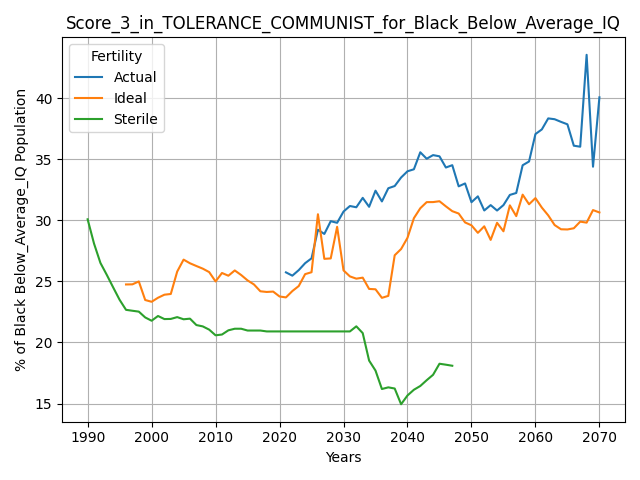 Score_3_in_TOLERANCE_COMMUNIST_for_Black_Below_Average_IQ
Fertility
Actual
Ideal
Sterile
% of Black Below_Average_IQ Population
40
35
30
25
20
15
1990 2000 2010 2020 2030 2040 2050 2060 2070
Years